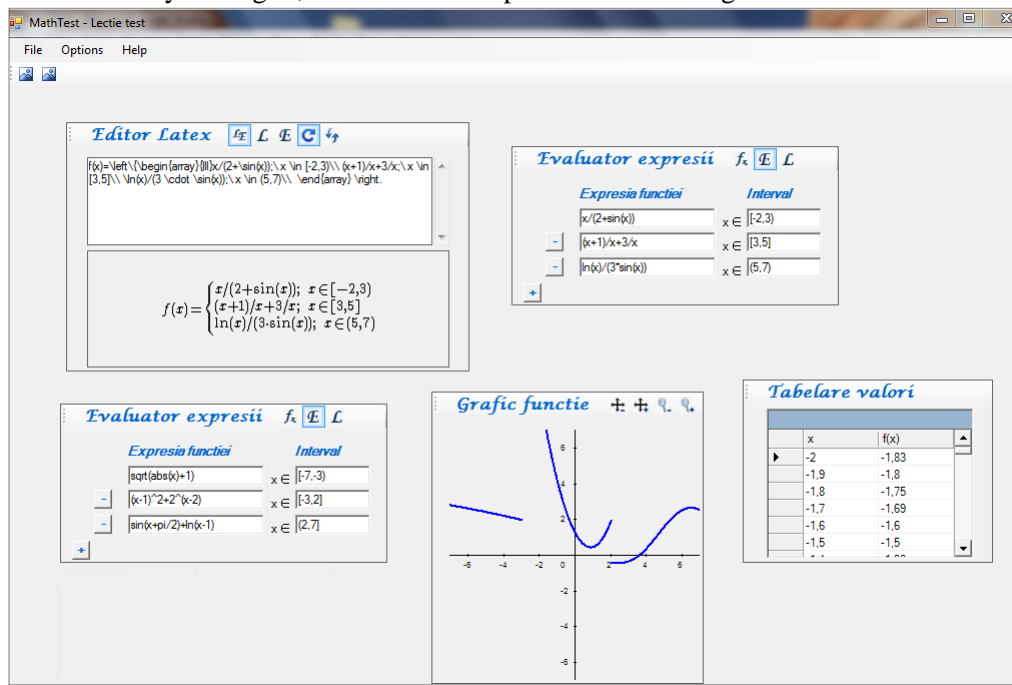 MathTest - Lectie test
File Options Help
Editor Latex
f(x)=\left\{\begin{array}{lll}x/(2+\sin(x));\ x \in [-2,3)\\ (x+1)/x+3/x;\ x \in
[3,5]\\ \ln(x)/(3 \cdot \sin(x));\ x \in (5,7)\\ \end{array} \right.
f(x)={x/(2+sin(x)); x∈[−2,3)
(x+1)/x+3/x; x∈[3,5]
ln(x)/(3·sin(x)); x∈(5,7)
Evaluator expresii fx E L
Expresia functiei Interval
x/(2+sin(x)) x ∈ [-2,3)
- (x+1)/x+3/x x ∈ [3,5]
- ln(x)/(3*sin(x)) x ∈ (5,7)
+
Evaluator expresii fx E L
Expresia functiei Interval
sqrt(abs(x)+1) x ∈ [-7,-3)
- (x-1)^2+2^(x-2) x ∈ [-3,2]
- sin(x+pi/2)+ln(x-1) x ∈ (2,7]
+
Grafic functie
6
4
2
-6 -4 -2 0 2 4 6
-2
-4
-6
Tabelare valori
x f(x)
-2 -1,83
-1,9 -1,8
-1,8 -1,75
-1,7 -1,69
-1,6 -1,6
-1,5 -1,5